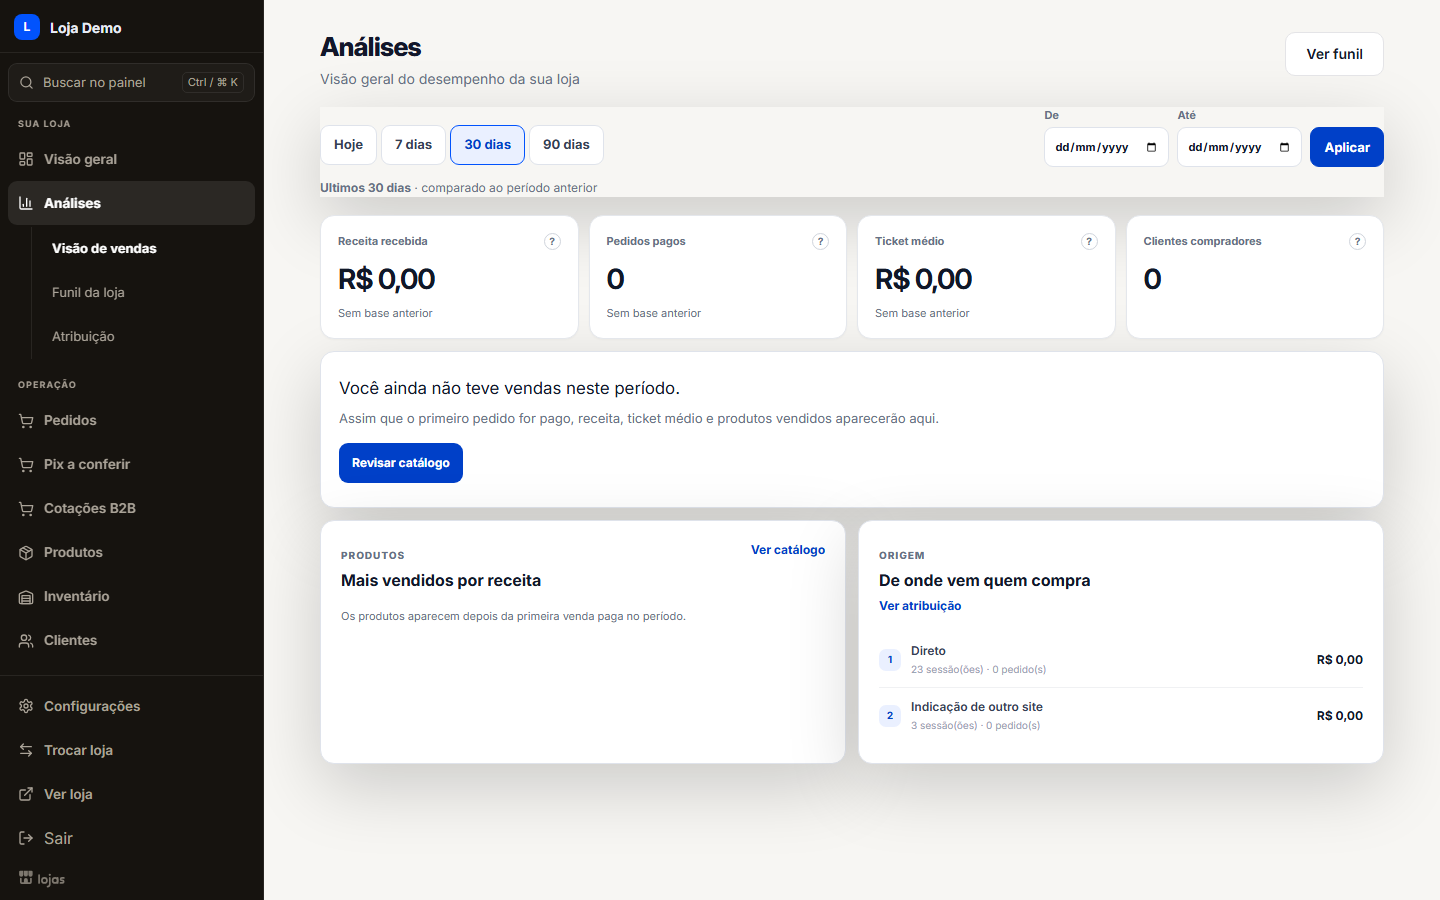 L Loja Demo
Buscar no painel Ctrl / ⌘ K
SUA LOJA
Visão geral
Análises
Visão de vendas
Funil da loja
Atribuição
OPERAÇÃO
Pedidos
Pix a conferir
Cotações B2B
Produtos
Inventário
Clientes
Configurações
Trocar loja
Ver loja
Sair
lojas
Análises
Visão geral do desempenho da sua loja
Ver funil
Hoje 7 dias 30 dias 90 dias
De Até
dd/mm/yyyy dd/mm/yyyy Aplicar
Ultimos 30 dias · comparado ao período anterior
Receita recebida ?
R$ 0,00
Sem base anterior
Pedidos pagos ?
0
Sem base anterior
Ticket médio ?
R$ 0,00
Sem base anterior
Clientes compradores ?
0
Você ainda não teve vendas neste período.
Assim que o primeiro pedido for pago, receita, ticket médio e produtos vendidos aparecerão aqui.
Revisar catálogo
PRODUTOS
Mais vendidos por receita
Ver catálogo
Os produtos aparecem depois da primeira venda paga no período.
ORIGEM
De onde vem quem compra
Ver atribuição
1 Direto R$ 0,00
23 sessão(ões) · 0 pedido(s)
2 Indicação de outro site R$ 0,00
3 sessão(ões) · 0 pedido(s)